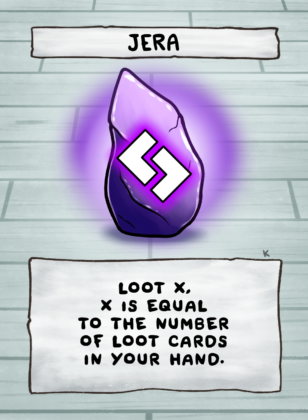 JERA
K
LOOT X,
X IS EQUAL
TO THE NUMBER
OF LOOT CARDS
IN YOUR HAND.